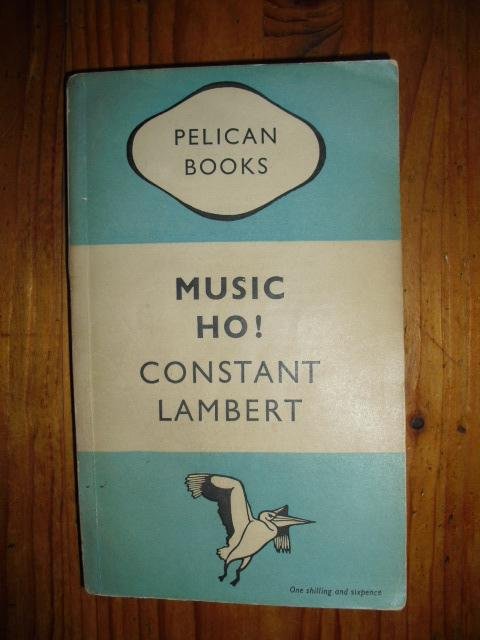 PELICAN
BOOKS
MUSIC
HO!
CONSTANT
LAMBERT
One shilling and sixpence